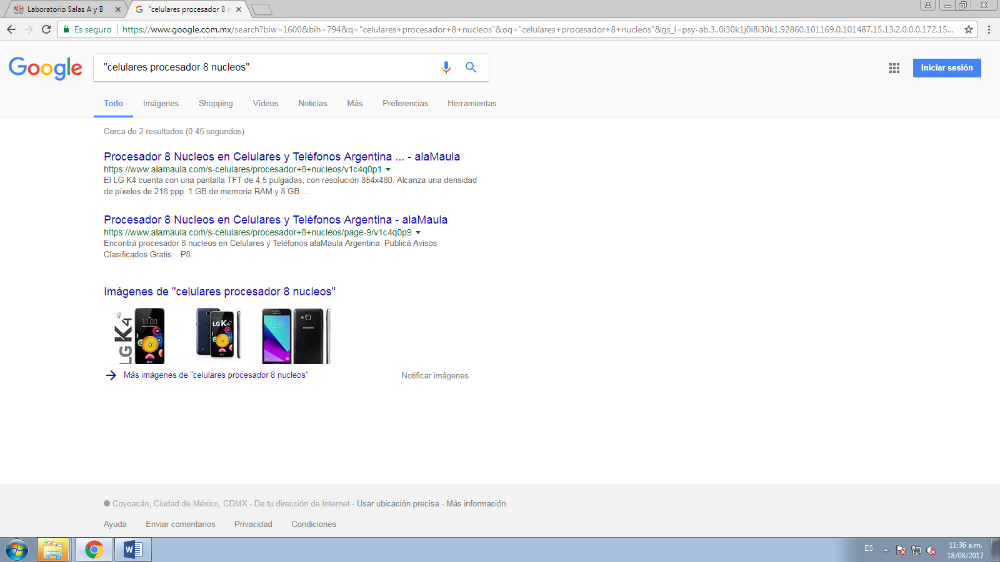 Laboratorio Salas A y B
"celulares procesador 8
Es seguro
https://www.google.com.mx/search?biw=1600&bih=794&q="celulares+procesador+8+nucleos"&oq="celulares+procesador+8+nucleos"&gs_l=psy-ab.3..0i30k1j0i8i30k1.92860.101169.0.101487.15.13.2.0.0.0.172.15...
Google
"celulares procesador 8 nucleos"
Iniciar sesión
Todo Imágenes Shopping Vídeos Noticias Más Preferencias Herramientas
Cerca de 2 resultados (0.45 segundos)
Procesador 8 Nucleos en Celulares y Teléfonos Argentina ... - alaMaula
https://www.alamaula.com/s-celulares/procesador+8+nucleos/v1c4q0p1
El LG K4 cuenta con una pantalla TFT de 4.5 pulgadas, con resolución 854x480. Alcanza una densidad
de píxeles de 218 ppp. 1 GB de memoria RAM y 8 GB ...
Procesador 8 Nucleos en Celulares y Teléfonos Argentina - alaMaula
https://www.alamaula.com/s-celulares/procesador+8+nucleos/page-9/v1c4q0p9
Encontrá procesador 8 nucleos en Celulares y Teléfonos alaMaula Argentina. Publicá Avisos
Clasificados Gratis. . P8.
Imágenes de "celulares procesador 8 nucleos"
LG K4 4G
11:00
LG K4
SAMSUNG
Más imágenes de "celulares procesador 8 nucleos"
Notificar imágenes
Coyoacán, Ciudad de México, CDMX - De tu dirección de Internet - Usar ubicación precisa - Más información
Ayuda Enviar comentarios Privacidad Condiciones
ES
11:36 a.m.
18/08/2017